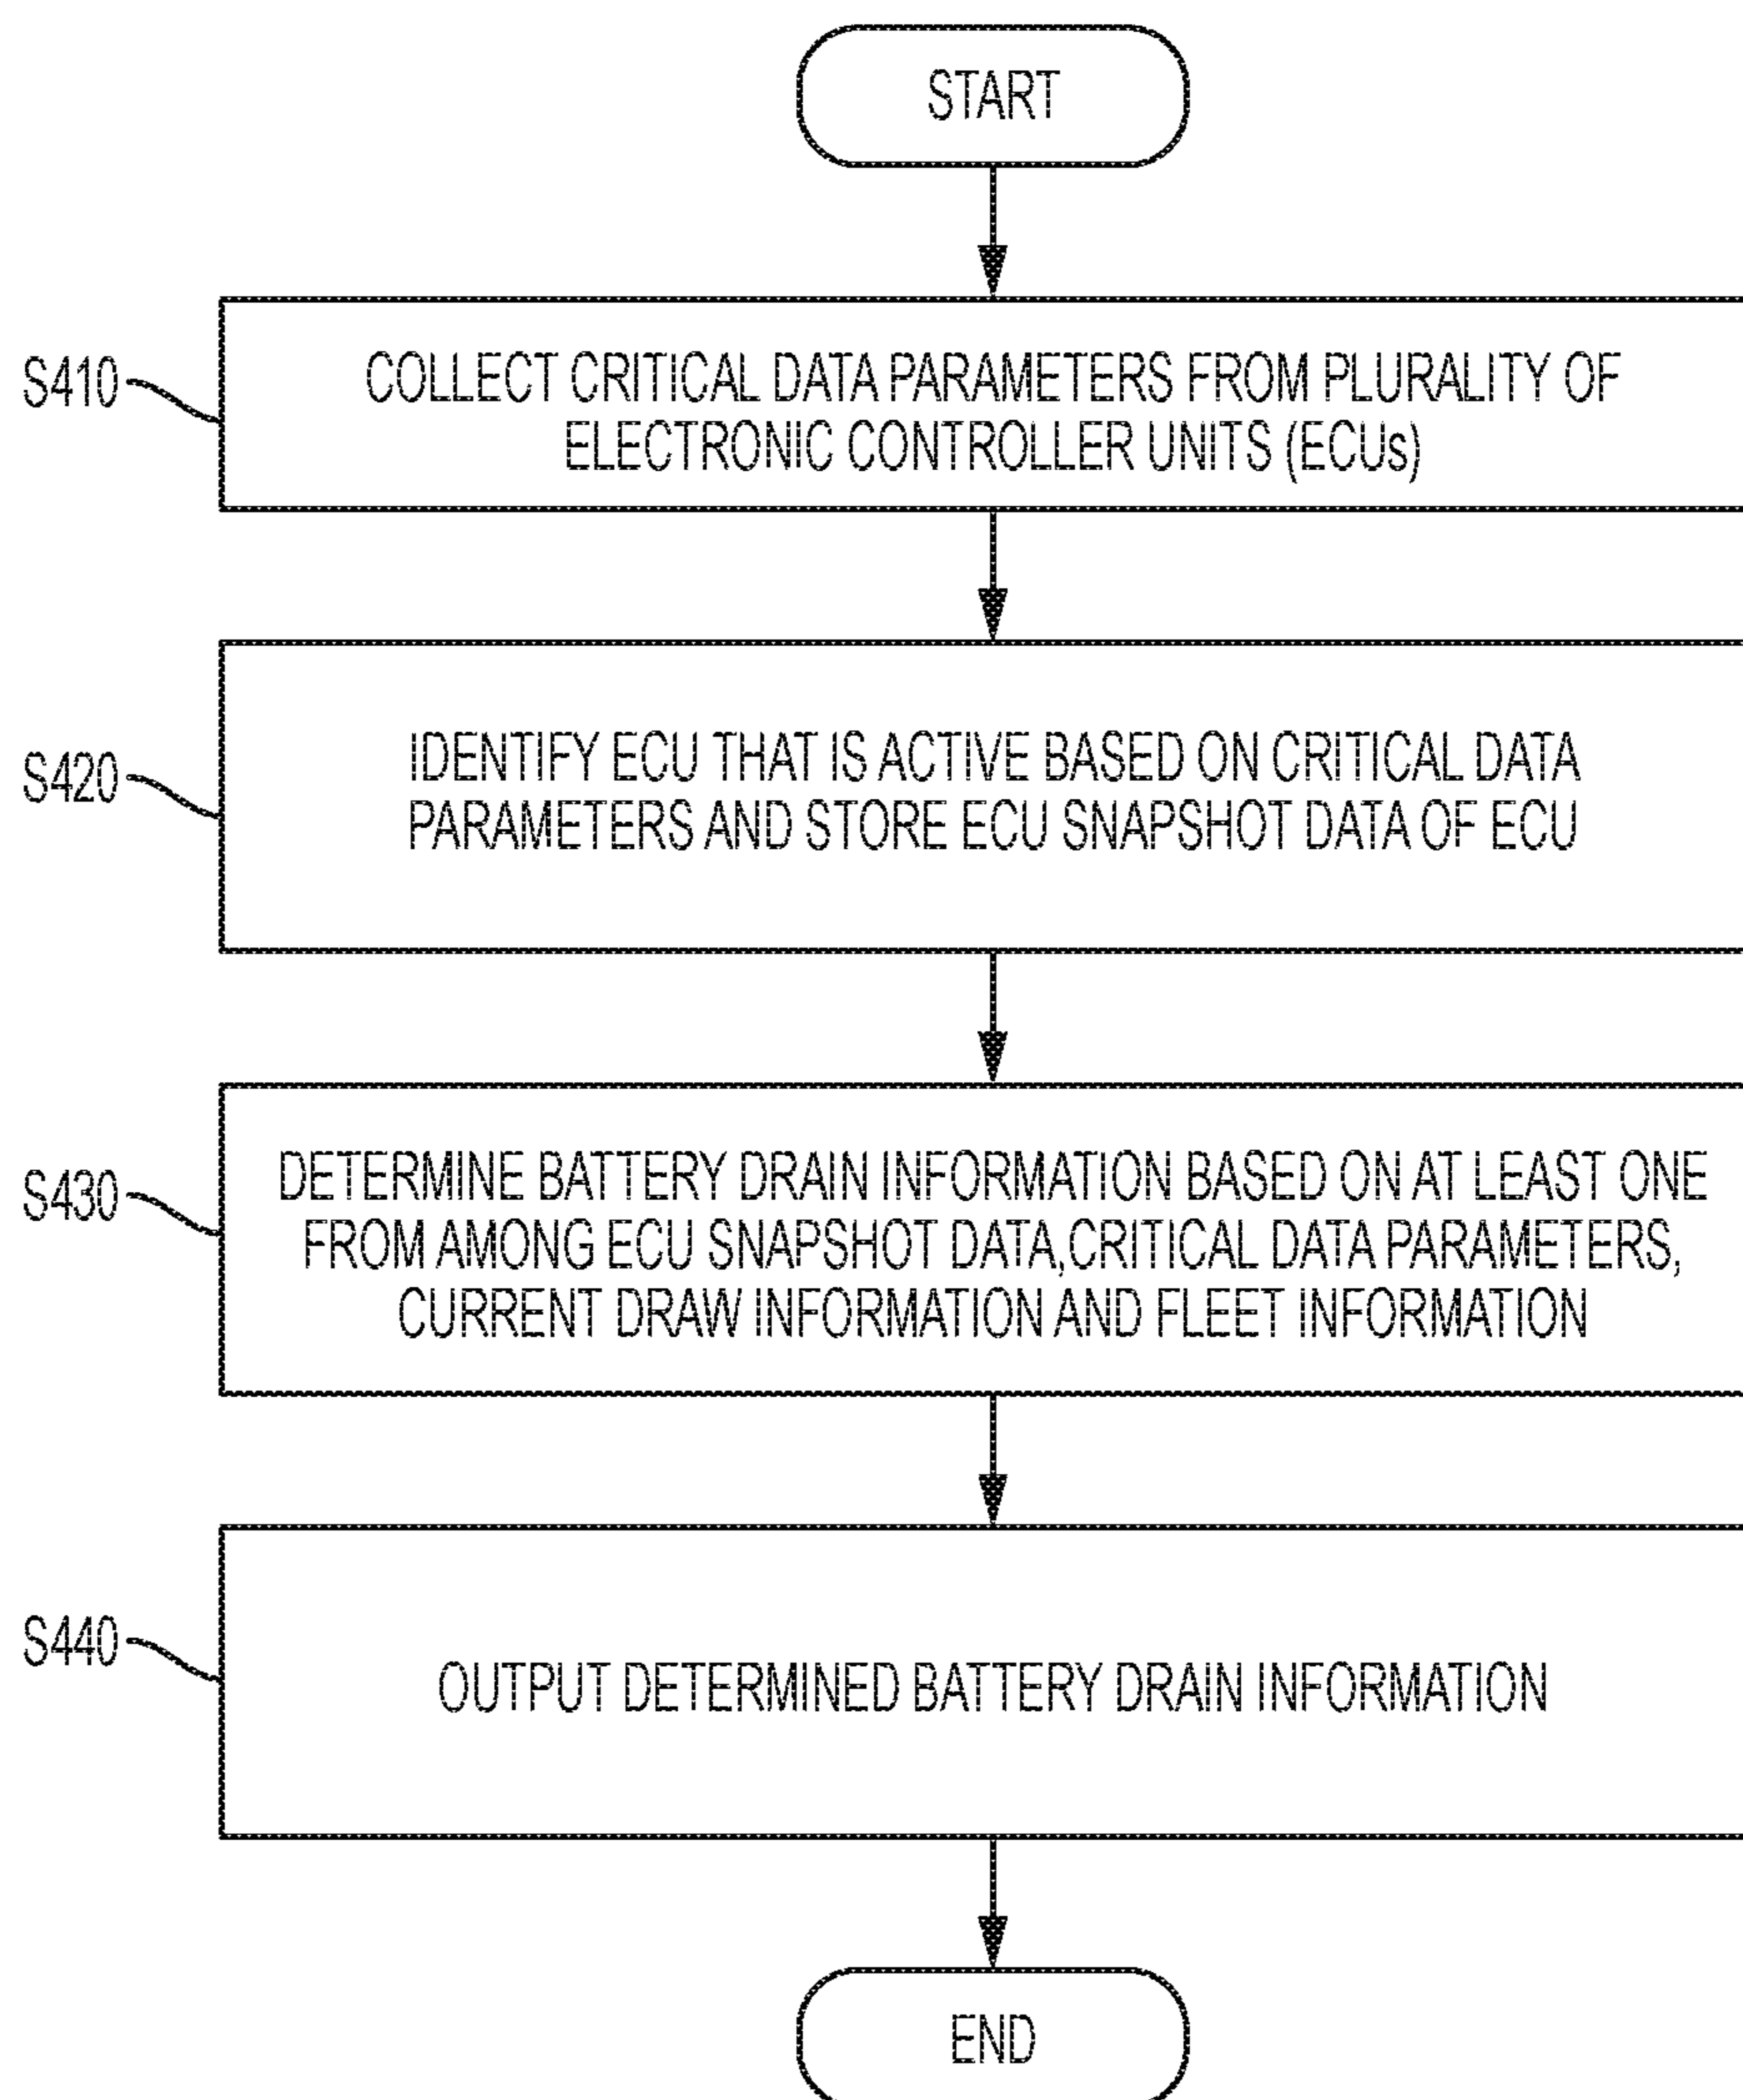 START
S410
COLLECT CRITICAL DATA PARAMETERS FROM PLURALITY OF
ELECTRONIC CONTROLLER UNITS (ECUs)
S420
IDENTIFY ECU THAT IS ACTIVE BASED ON CRITICAL DATA
PARAMETERS AND STORE ECU SNAPSHOT DATA OF ECU
S430
DETERMINE BATTERY DRAIN INFORMATION BASED ON AT LEAST ONE
FROM AMONG ECU SNAPSHOT DATA,CRITICAL DATA PARAMETERS,
CURRENT DRAW INFORMATION AND FLEET INFORMATION
S440
OUTPUT DETERMINED BATTERY DRAIN INFORMATION
END